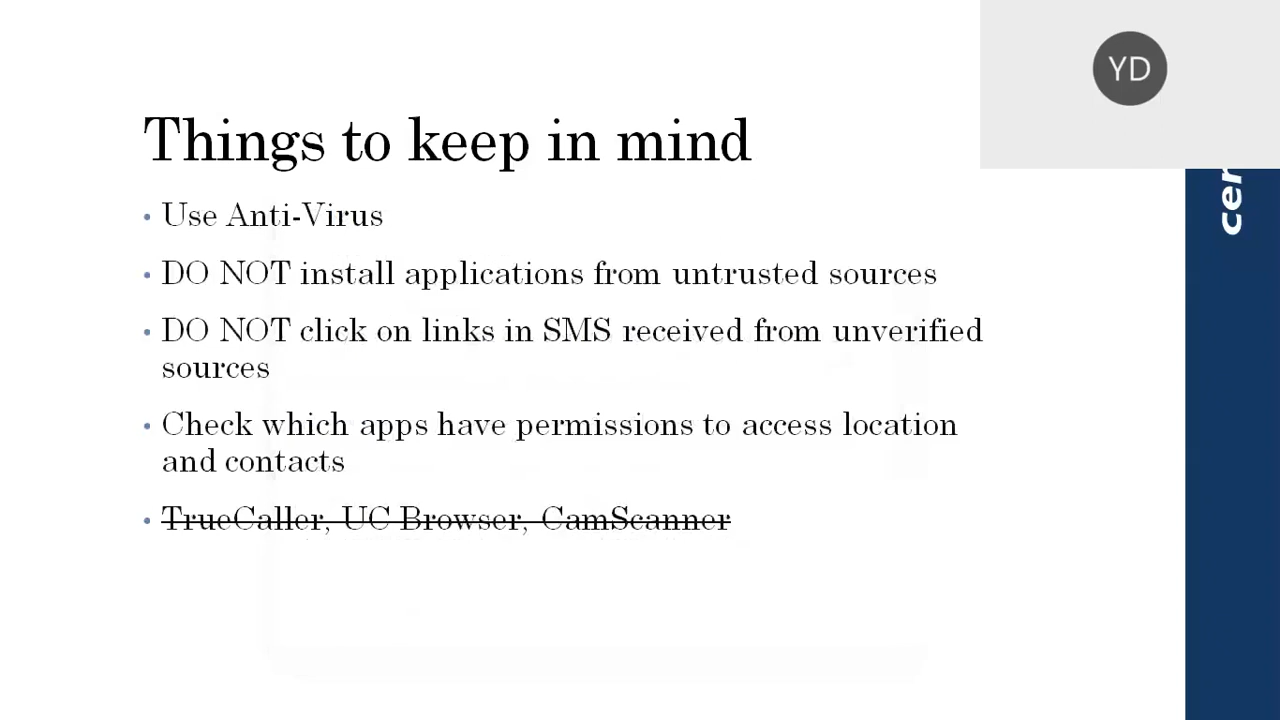 YD
Things to keep in mind
• Use Anti-Virus
• DO NOT install applications from untrusted sources
• DO NOT click on links in SMS received from unverified
sources
• Check which apps have permissions to access location
and contacts
• TrueCaller, UC Browser, CamScanner